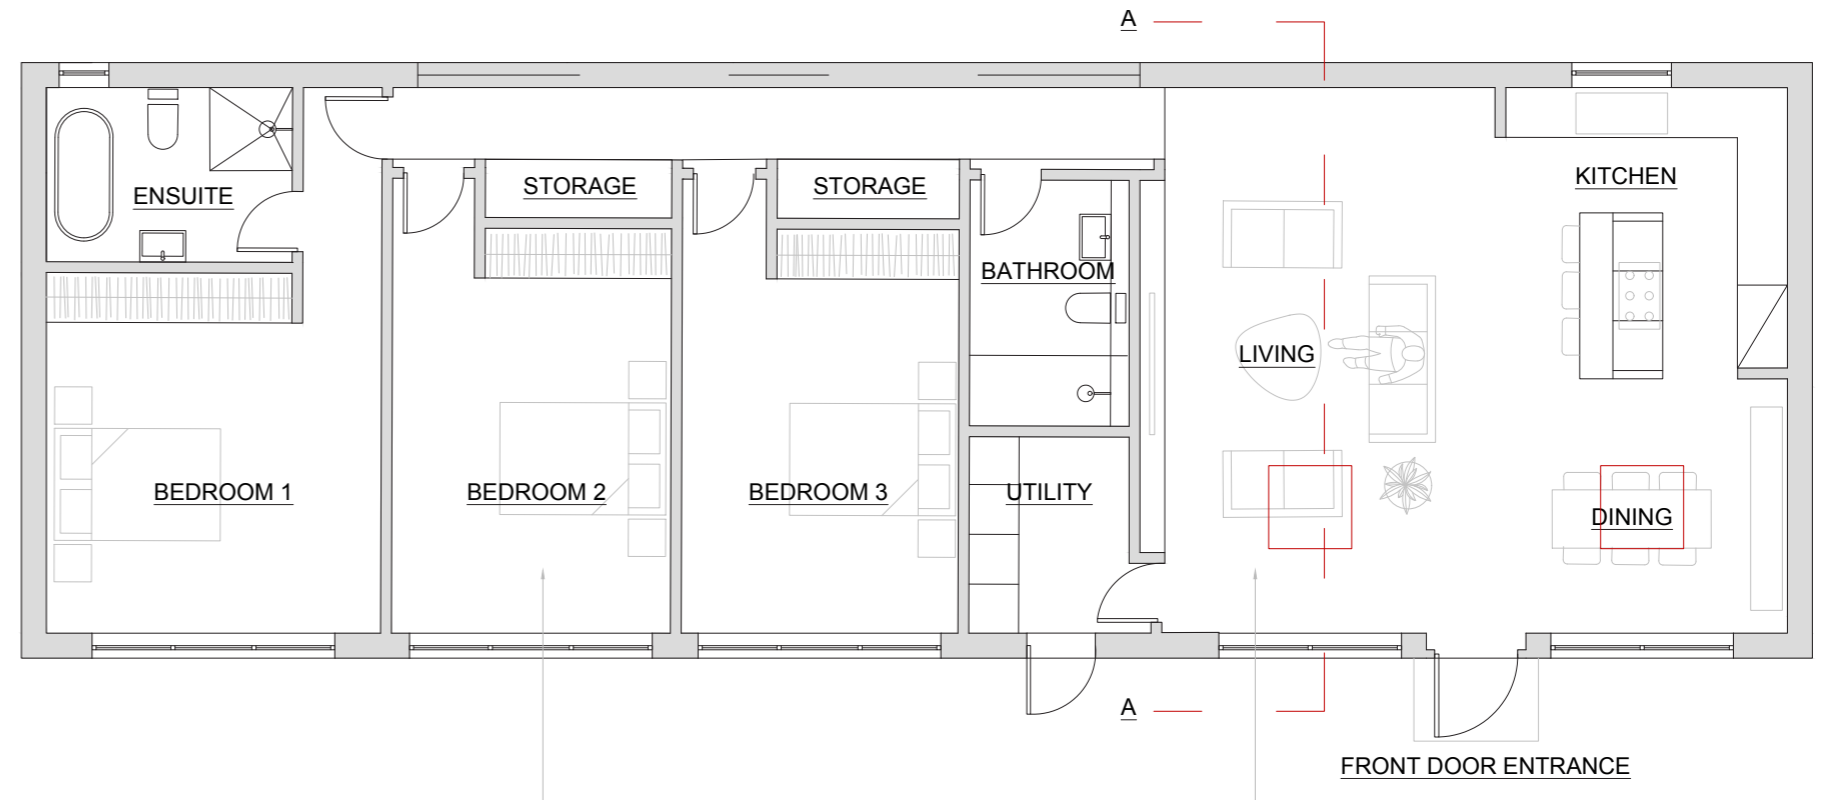 A
KITCHEN
STORAGE
STORAGE
ENSUITE
BATHROOM
LIVING
BEDROOM 1
BEDROOM 2
BEDROOM 3
UTILITY
DINING
A
FRONT DOOR ENTRANCE